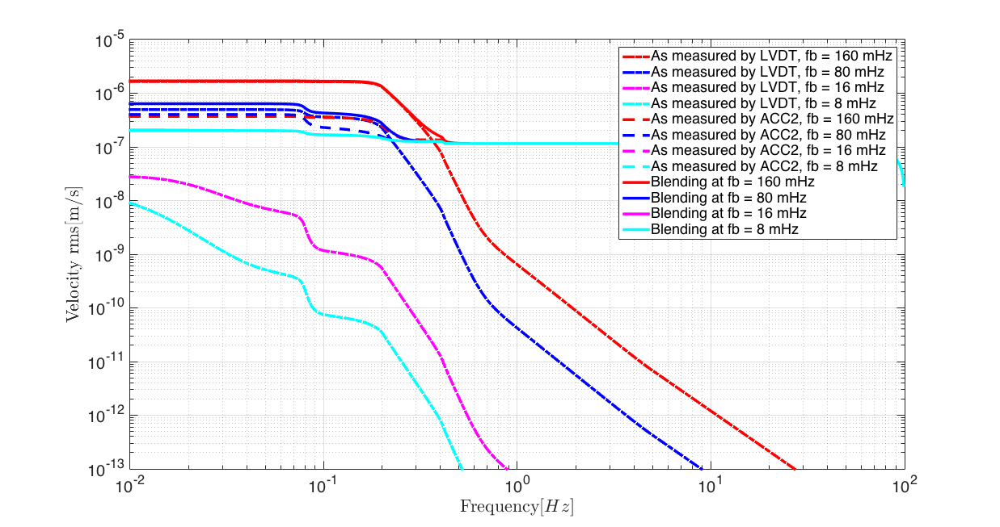 10^-5
10^-6
10^-7
10^-8
10^-9
10^-10
10^-11
10^-12
10^-13
Velocity rms[m/s]
As measured by LVDT, fb = 160 mHz
As measured by LVDT, fb = 80 mHz
As measured by LVDT, fb = 16 mHz
As measured by LVDT, fb = 8 mHz
As measured by ACC2, fb = 160 mHz
As measured by ACC2, fb = 80 mHz
As measured by ACC2, fb = 16 mHz
As measured by ACC2, fb = 8 mHz
Blending at fb = 160 mHz
Blending at fb = 80 mHz
Blending at fb = 16 mHz
Blending at fb = 8 mHz
10^-2 10^-1 10^0 10^1 10^2
Frequency[Hz]